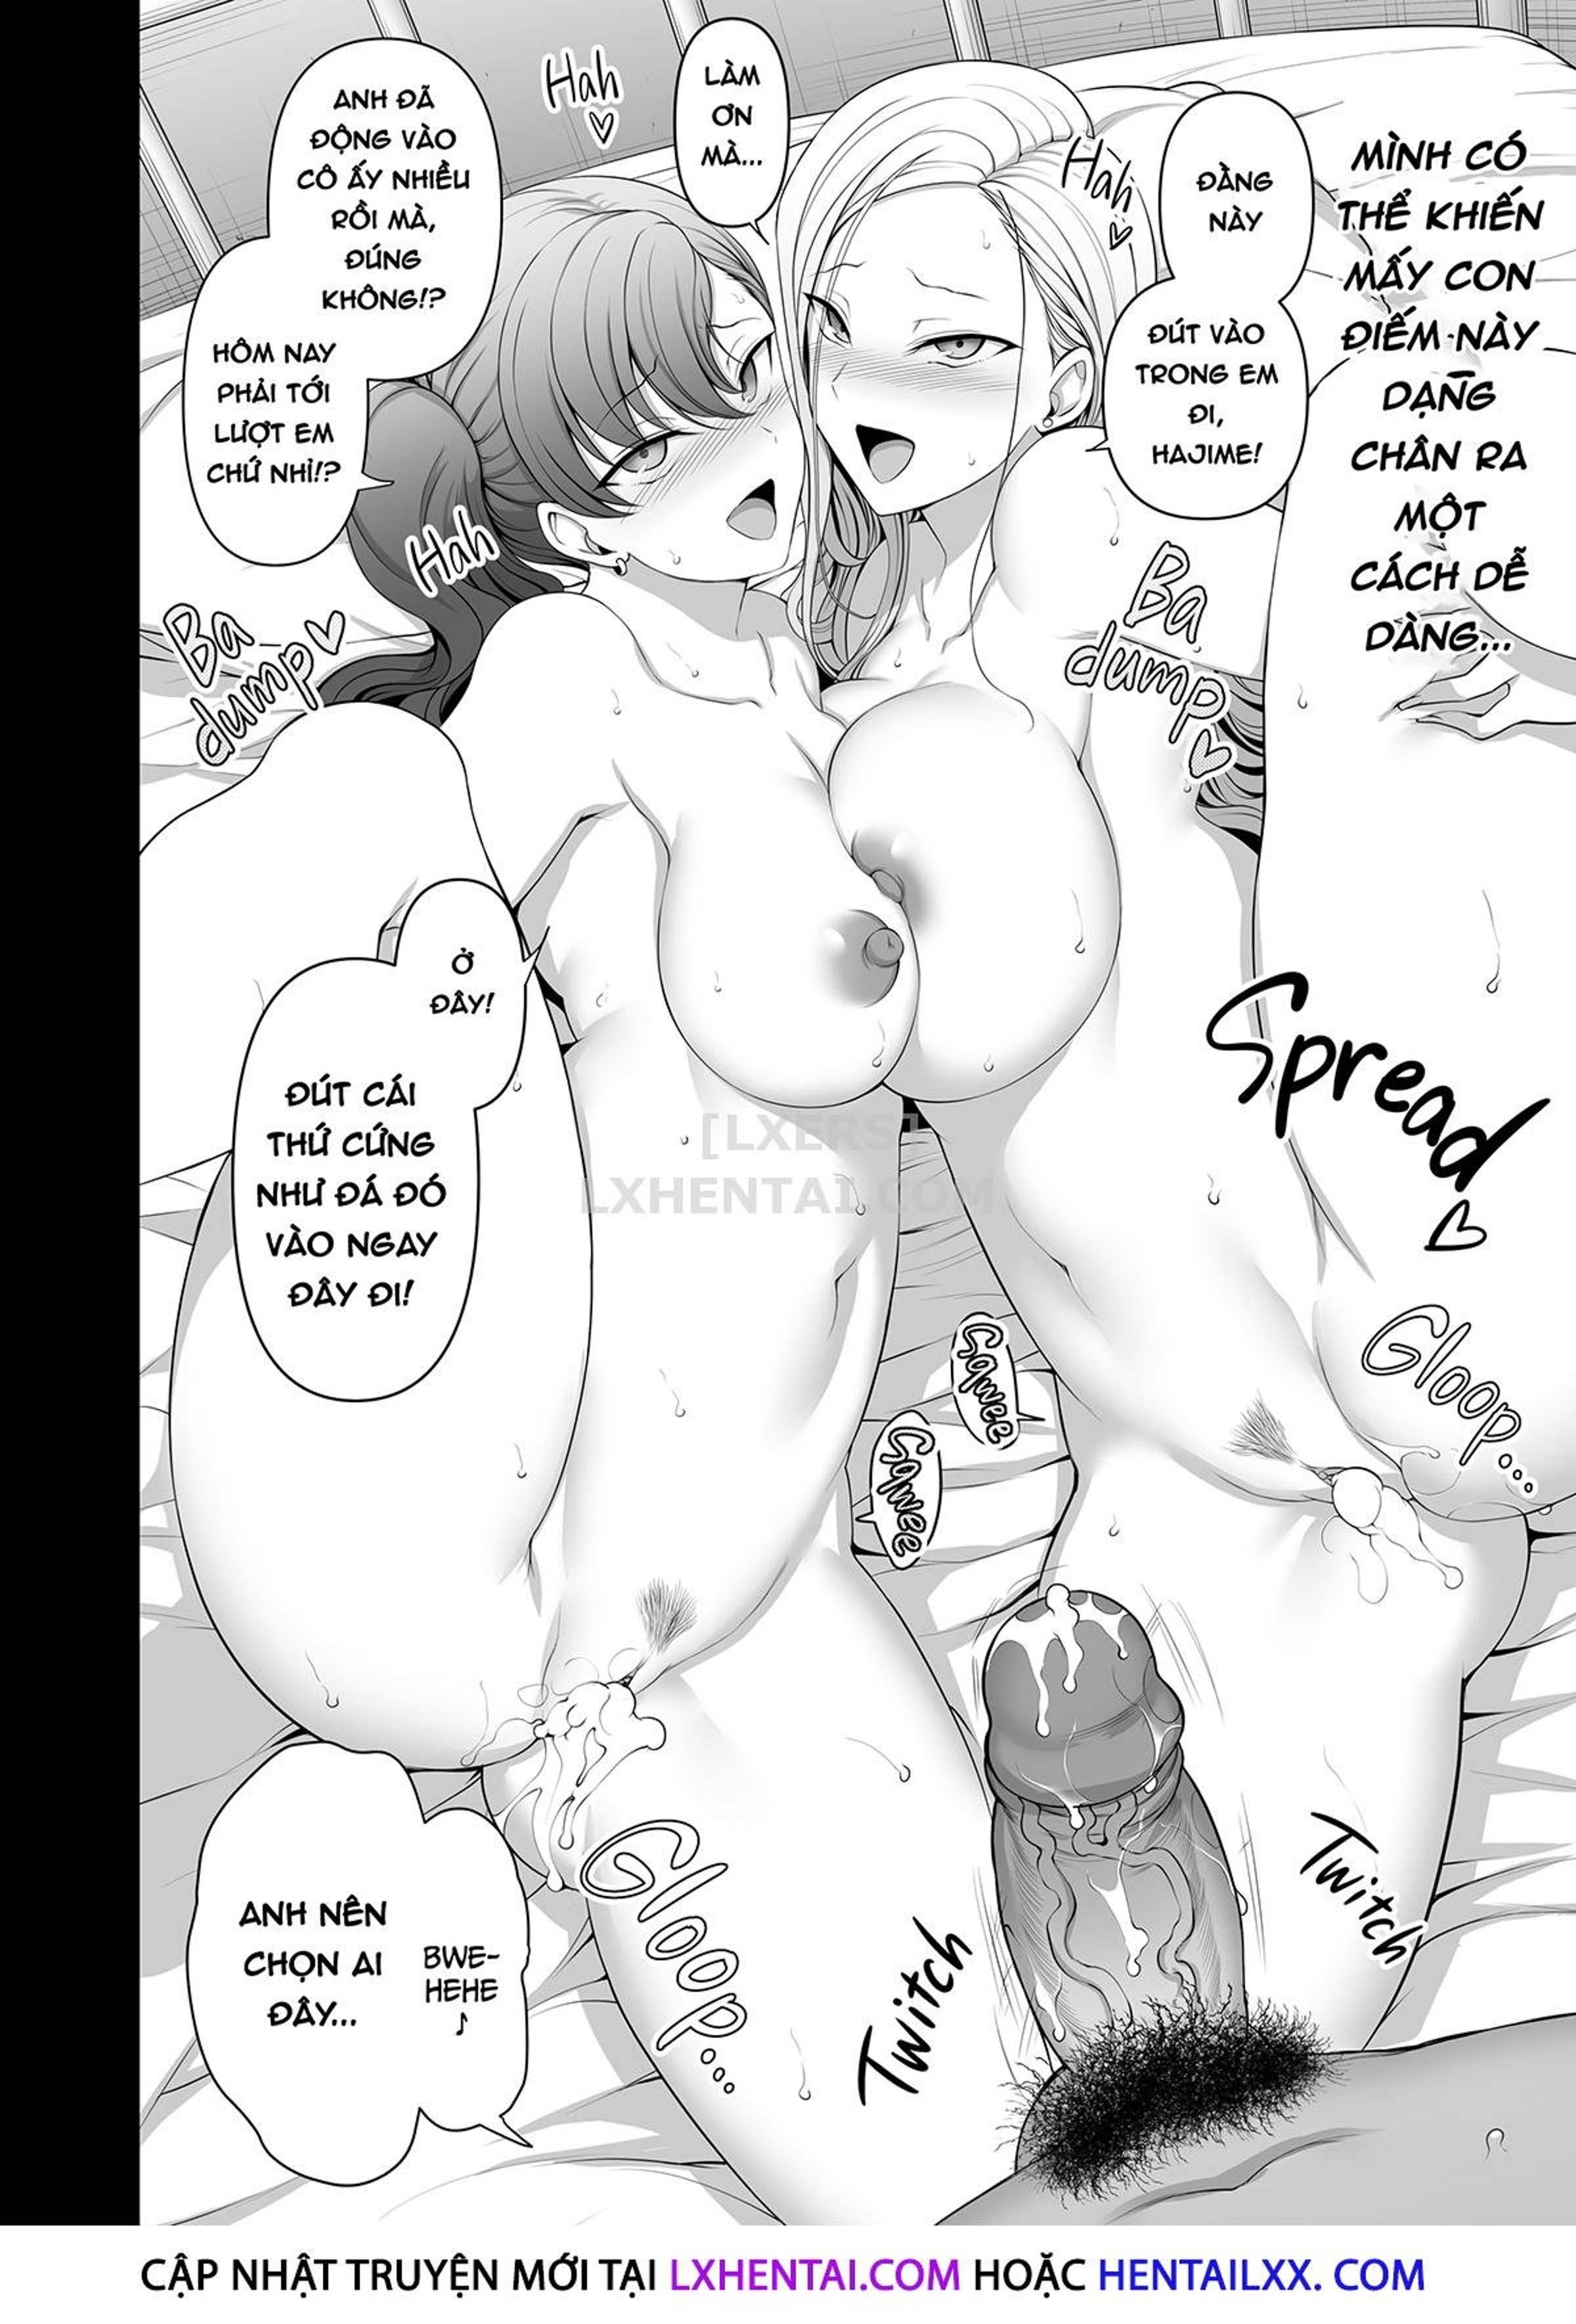 MÌNH CÓ
THỂ KHIẾN
MẤY CON
ĐIẾM NÀY
DẠNG
CHÂN RA
MỘT
CÁCH DỄ
DÀNG...
ĐẰNG
NÀY
ĐÚT VÀO
TRONG EM
ĐI,
HAJIME!
LÀM
ƠN
MÀ...
Hah
Hah
ANH ĐÃ
ĐỘNG VÀO
CÔ ẤY NHIỀU
RỒI MÀ,
ĐÚNG
KHÔNG!?
HÔM NAY
PHẢI TỚI
LƯỢT EM
CHỨ NHỈ!?
Hah
Ba
dump
Ba
dump
Ở
ĐÂY!
ĐÚT CÁI
THỨ CỨNG
NHƯ ĐÁ ĐÓ
VÀO NGAY
ĐÂY ĐI!
Spread
[LXERS]
LXHENTAI.COM
Gloop...
Gqwee
Gqwee
Gloop...
Twitch
Twitch
BWE-
HEHE
♪
ANH NÊN
CHỌN AI
ĐÂY...
CẬP NHẬT TRUYỆN MỚI TẠI LXHENTAI.COM HOẶC HENTAILXX. COM